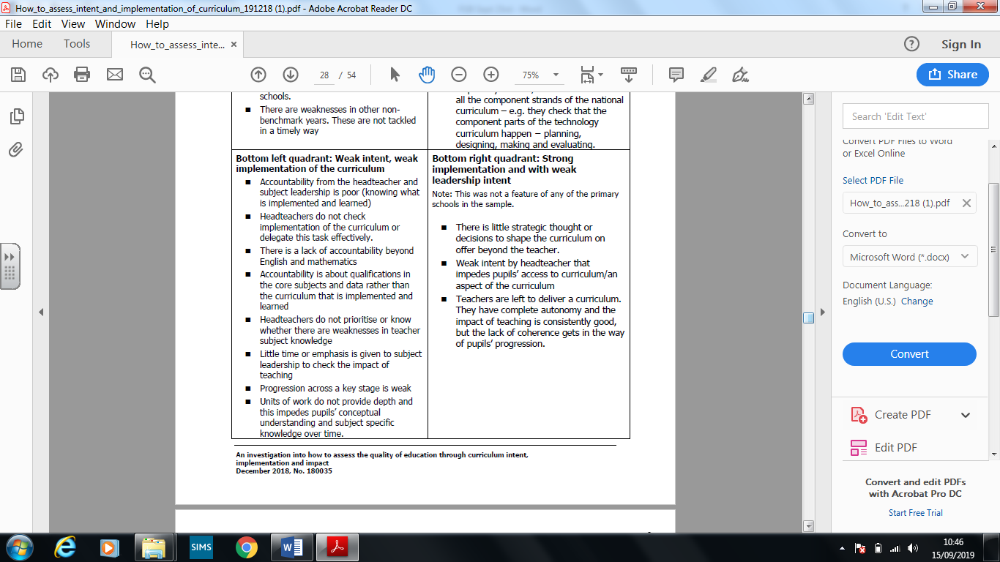 How_to_assess_intent_and_implementation_of_curriculum_191218 (1).pdf - Adobe Acrobat Reader DC
File Edit View Window Help
Home Tools How_to_assess_inte... × ? Sign In
28 / 54 75% Share
schools.
■ There are weaknesses in other non-
benchmark years. These are not tackled
in a timely way
all the component strands of the national
curriculum – e.g. they check that the
component parts of the technology
curriculum happen – planning,
designing, making and evaluating.
Bottom left quadrant: Weak intent, weak
implementation of the curriculum
■ Accountability from the headteacher and
subject leadership is poor (knowing what
is implemented and learned)
■ Headteachers do not check
implementation of the curriculum or
delegate this task effectively.
■ There is a lack of accountability beyond
English and mathematics
■ Accountability is about qualifications in
the core subjects and data rather than
the curriculum that is implemented and
learned
■ Headteachers do not prioritise or know
whether there are weaknesses in teacher
subject knowledge
■ Little time or emphasis is given to subject
leadership to check the impact of
teaching
■ Progression across a key stage is weak
■ Units of work do not provide depth and
this impedes pupils’ conceptual
understanding and subject specific
knowledge over time.
Bottom right quadrant: Strong
implementation and with weak
leadership intent
Note: This was not a feature of any of the primary
schools in the sample.
■ There is little strategic thought or
decisions to shape the curriculum on
offer beyond the teacher.
■ Weak intent by headteacher that
impedes pupils’ access to curriculum/an
aspect of the curriculum
■ Teachers are left to deliver a curriculum.
They have complete autonomy and the
impact of teaching is consistently good,
but the lack of coherence gets in the way
of pupils’ progression.
An investigation into how to assess the quality of education through curriculum intent,
implementation and impact
December 2018, No. 180035
Search 'Edit Text'
Convert PDF Files to Word
or Excel Online
Select PDF File
How_to_ass...218 (1).pdf
Convert to
Microsoft Word (*.docx)
Document Language:
English (U.S.) Change
Convert
Create PDF
Edit PDF
Convert and edit PDFs
with Acrobat Pro DC
Start Free Trial
SIMS
10:46
15/09/2019